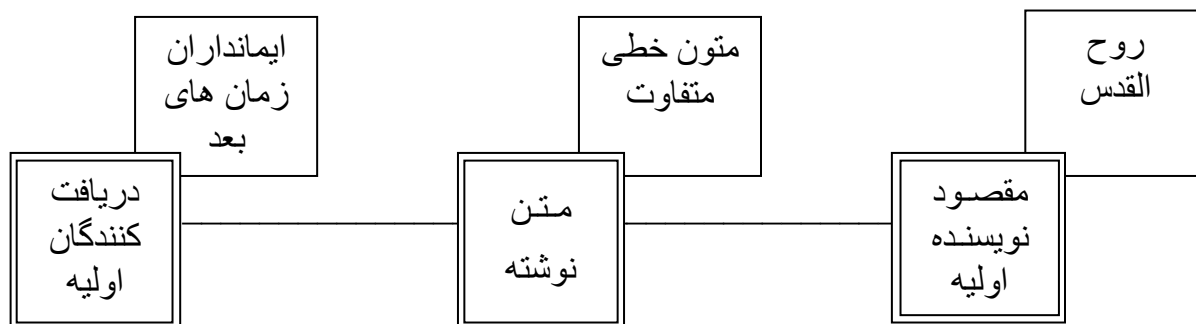 روح
القدس
متون خطی
متفاوت
ایمانداران
زمان های
بعد
مقصود
نویسنده
اولیه
متن
نوشته
دریافت
کنندگان
اولیه